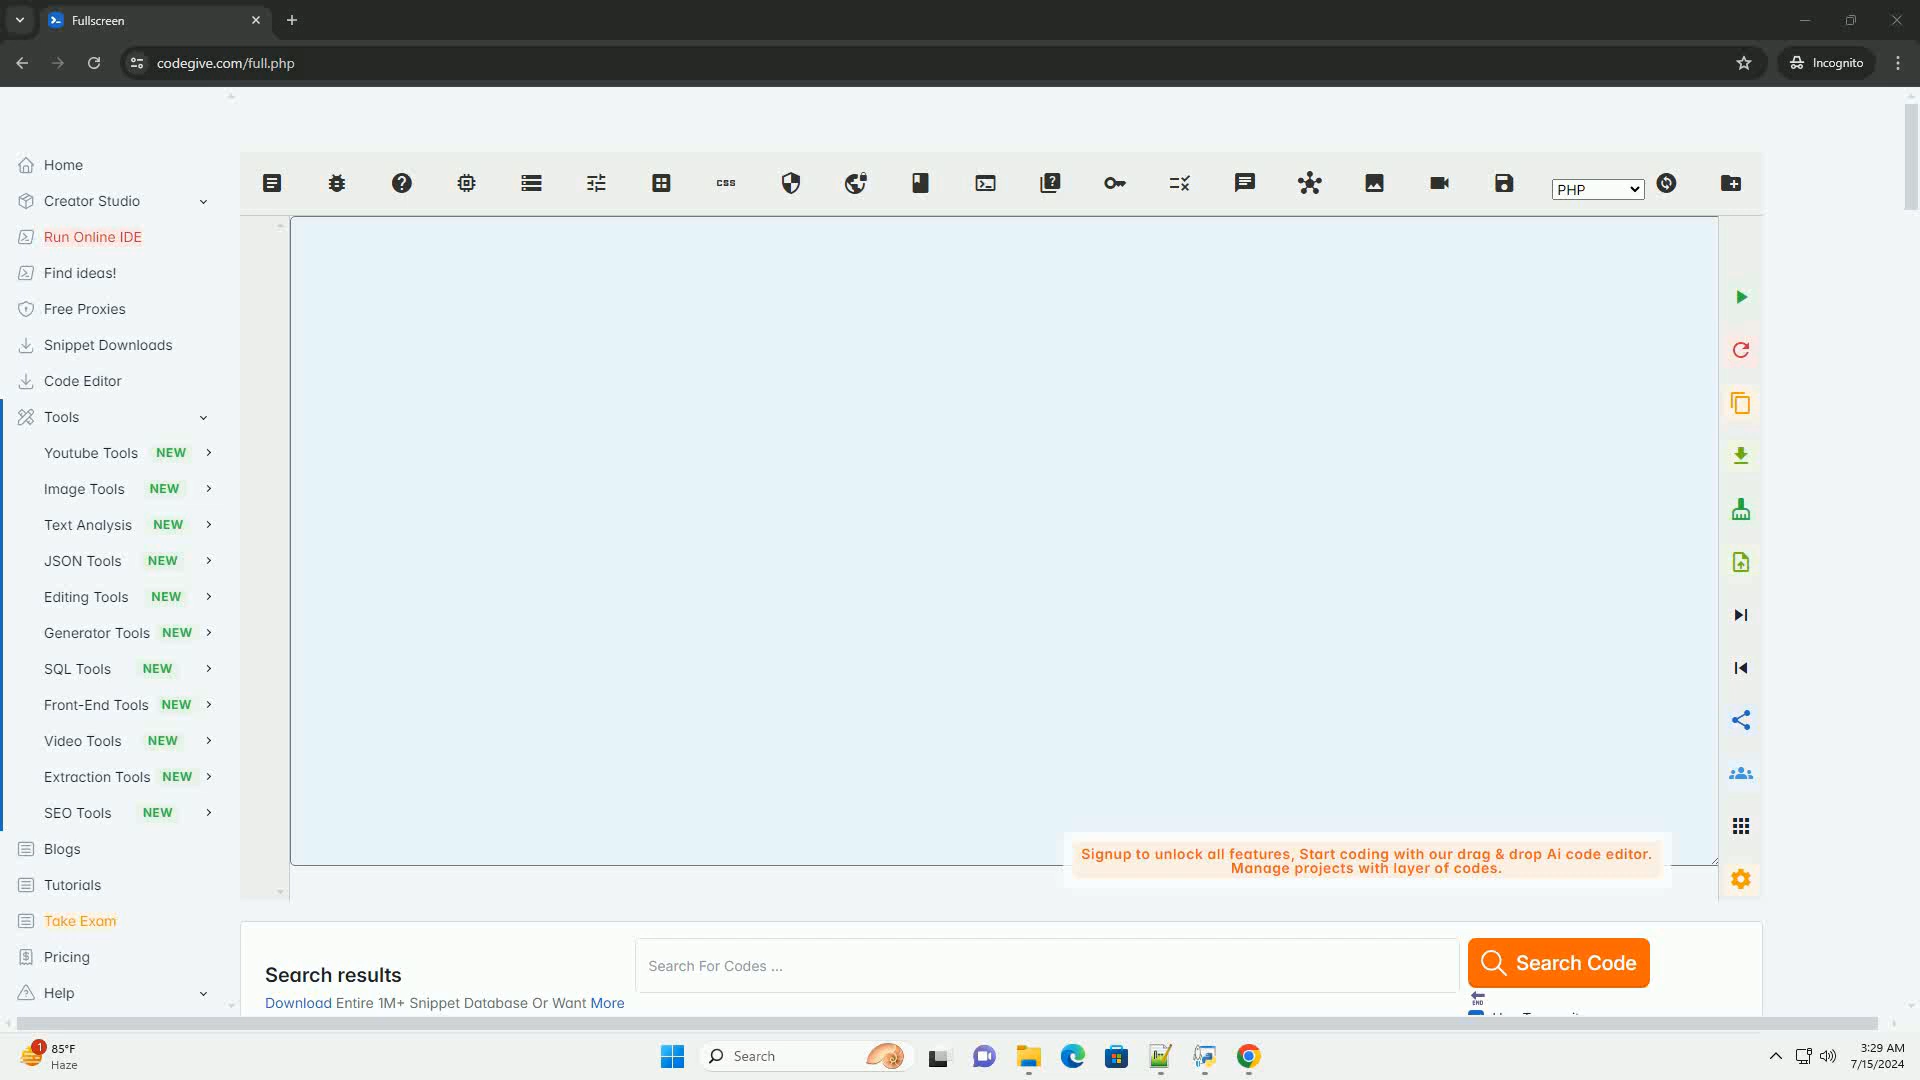 Fullscreen
codegive.com/full.php
Incognito
Home
Creator Studio
Run Online IDE
Find ideas!
Free Proxies
Snippet Downloads
Code Editor
Tools
Youtube Tools NEW
Image Tools NEW
Text Analysis NEW
JSON Tools NEW
Editing Tools NEW
Generator Tools NEW
SQL Tools NEW
Front-End Tools NEW
Video Tools NEW
Extraction Tools NEW
SEO Tools NEW
Blogs
Tutorials
Take Exam
Pricing
Help
css
PHP
Signup to unlock all features, Start coding with our drag & drop Ai code editor.
Manage projects with layer of codes.
Search results
Download Entire 1M+ Snippet Database Or Want More
Search For Codes ...
Search Code
END
1
85°F
Haze
Search
3:29 AM
7/15/2024